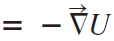 = −∇⃗U